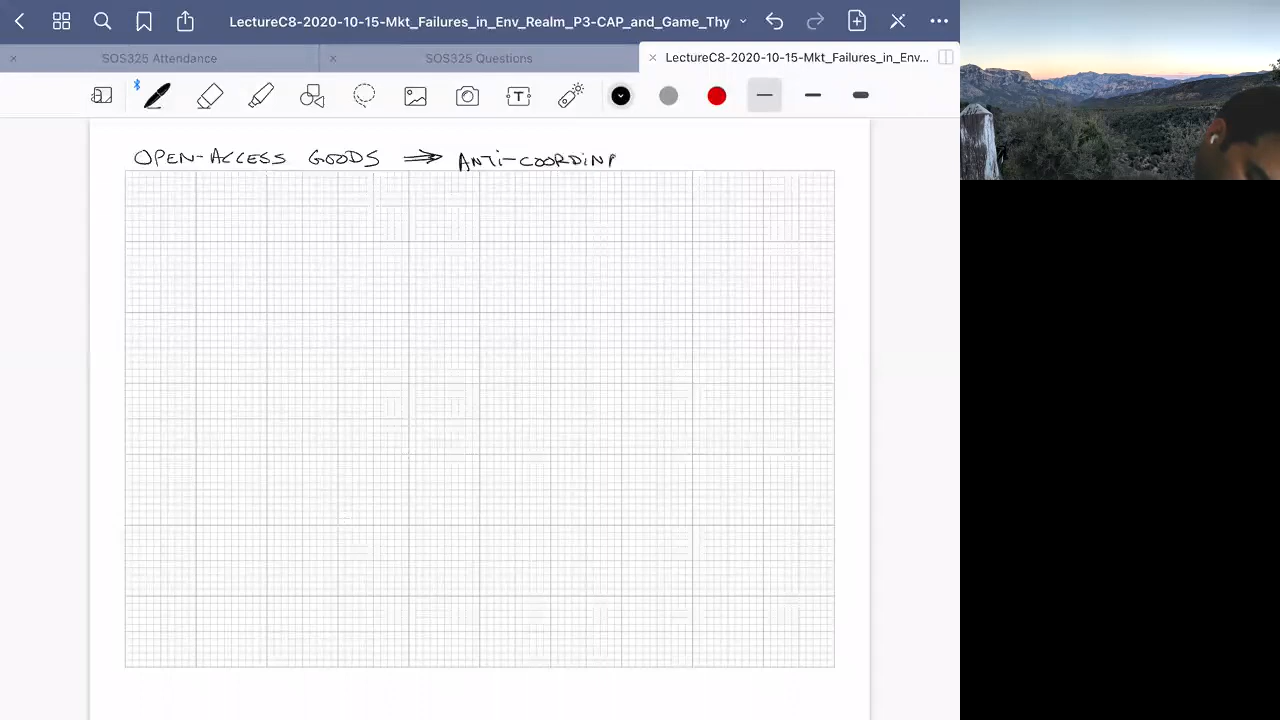 LectureC8-2020-10-15-Mkt_Failures_in_Env_Realm_P3-CAP_and_Game_Thy
SOS325 Attendance
SOS325 Questions
LectureC8-2020-10-15-Mkt_Failures_in_Env...
T
OPEN-ACCESS GOODS ⇒ ANTI-COORDINA